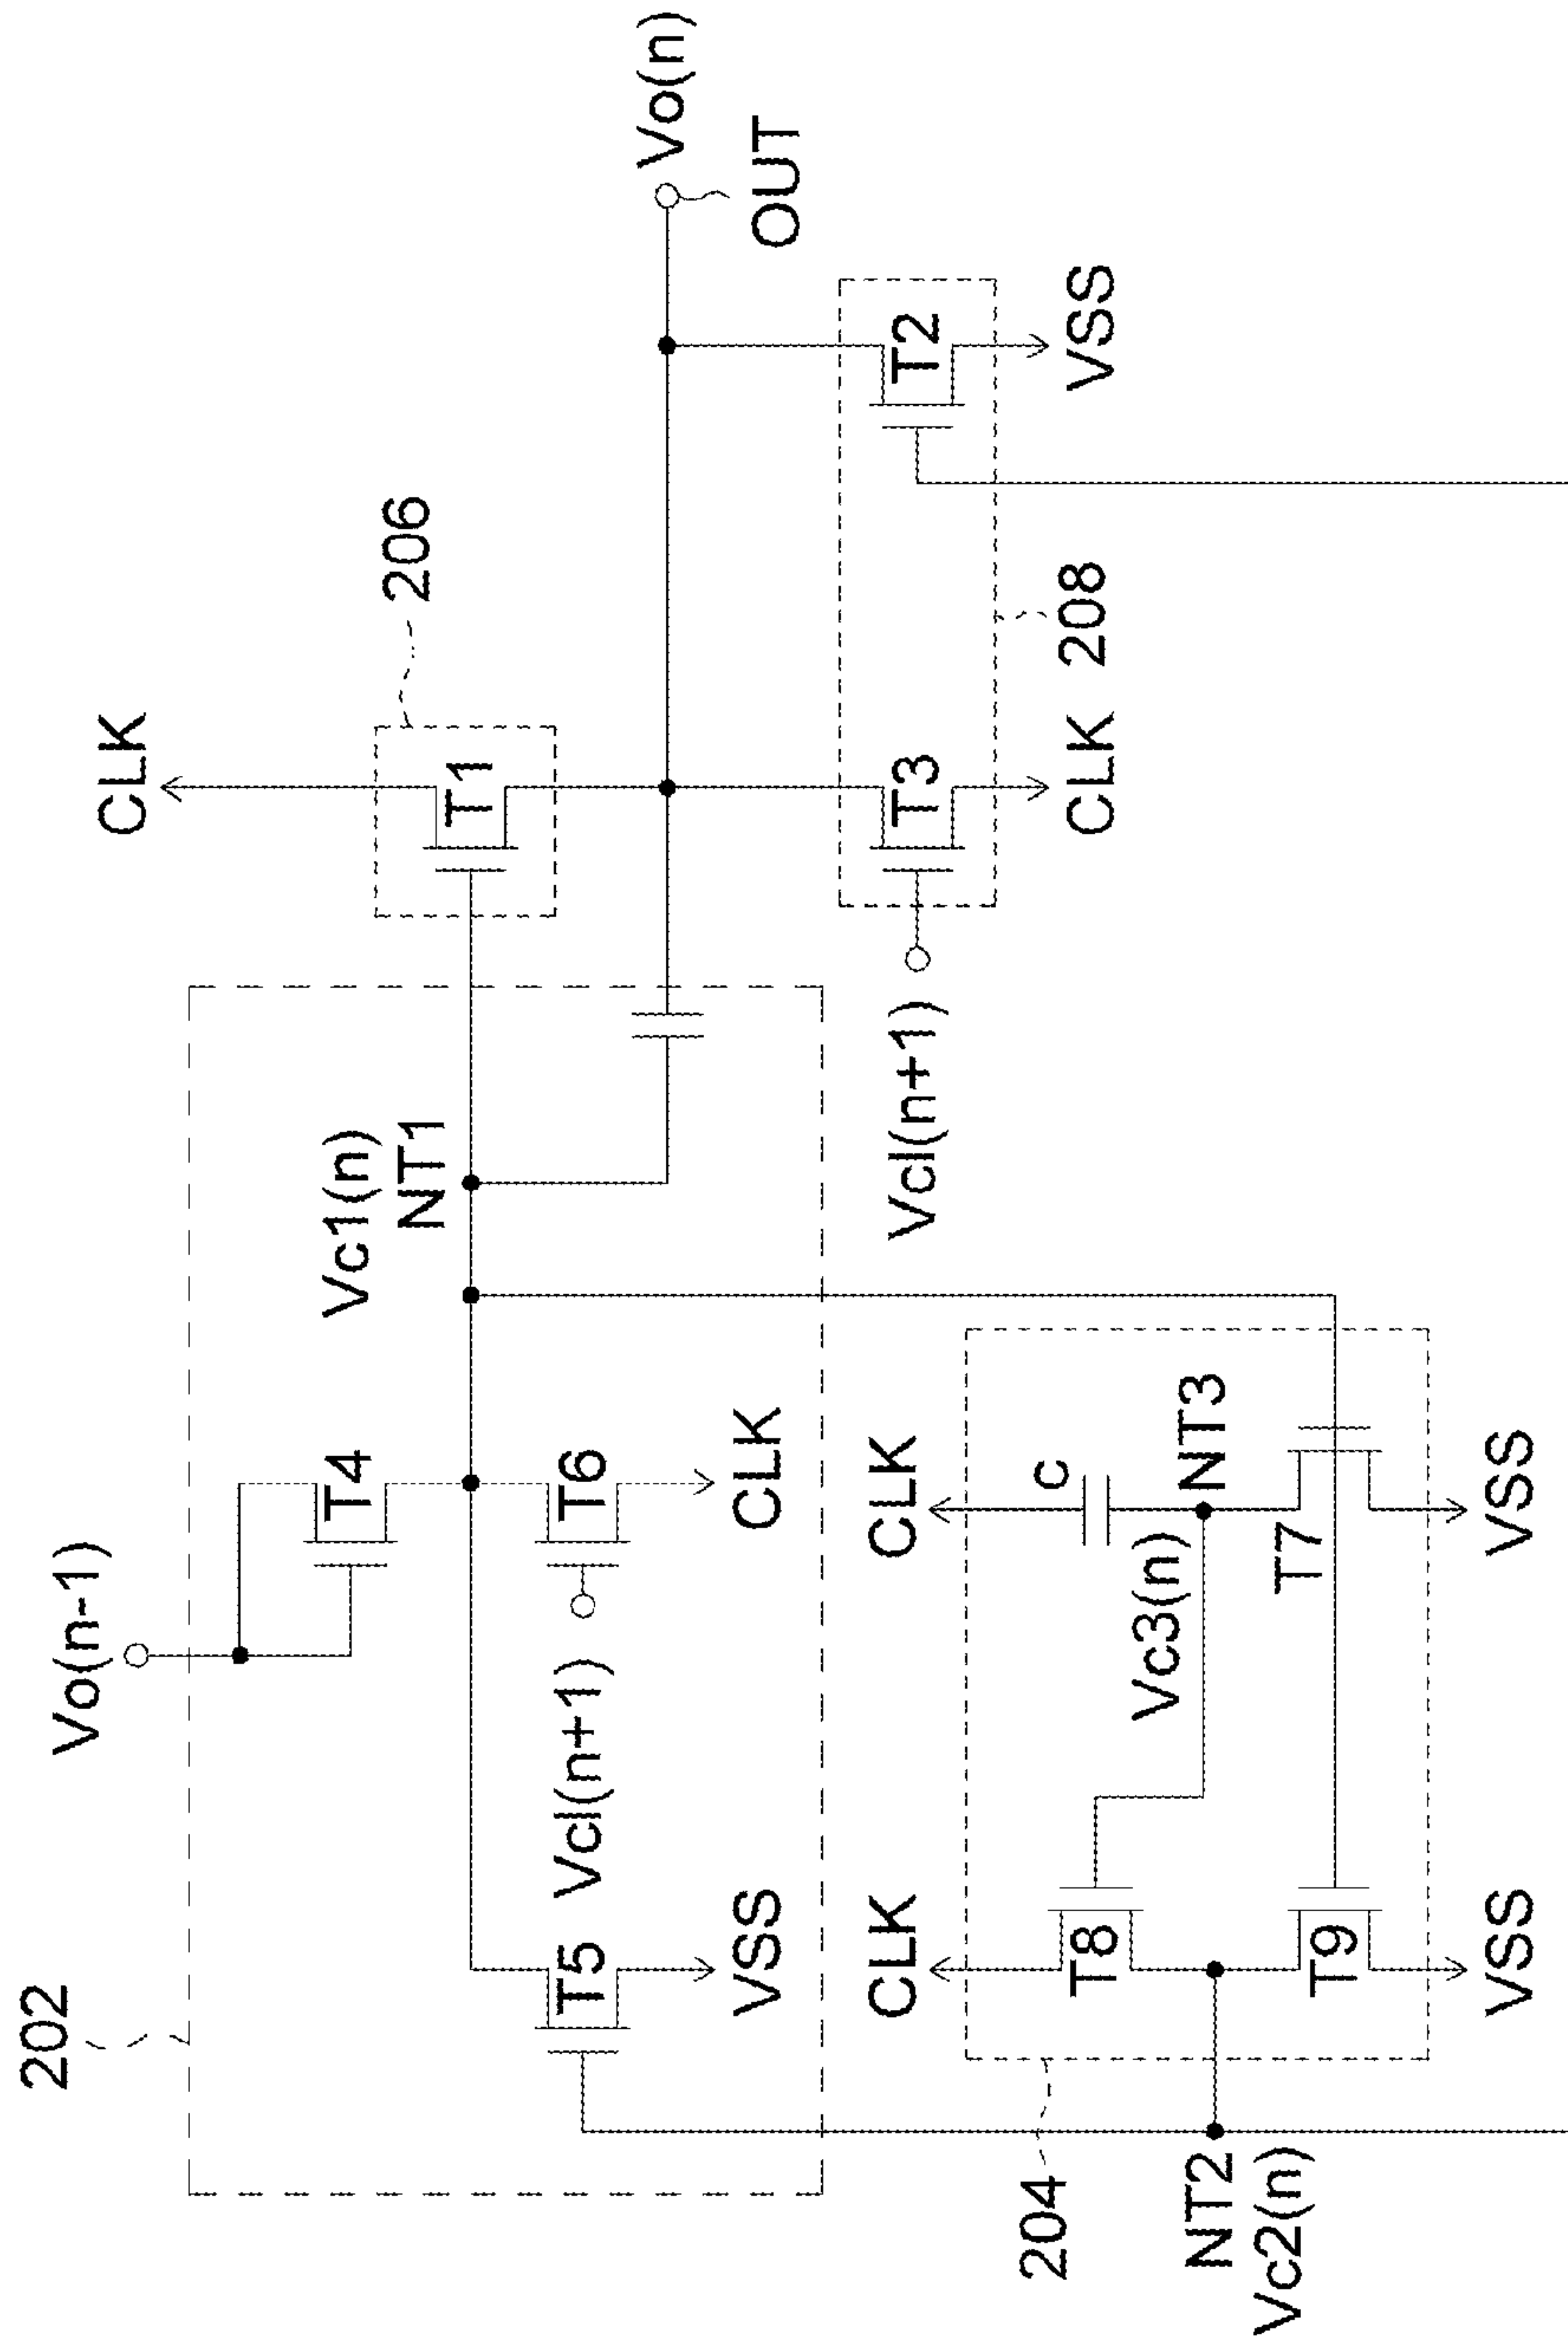 202
Vo(n-1)
T4
Vc1(n)
NT1
CLK
206
T1
Vo(n)
OUT
T5
Vcl(n+1)
T6
VSS
CLK
Vcl(n+1)
T3
T2
CLK
208
VSS
204
CLK
CLK
c
T8
Vc3(n)
NT3
NT2
Vc2(n)
T9
T7
VSS
VSS